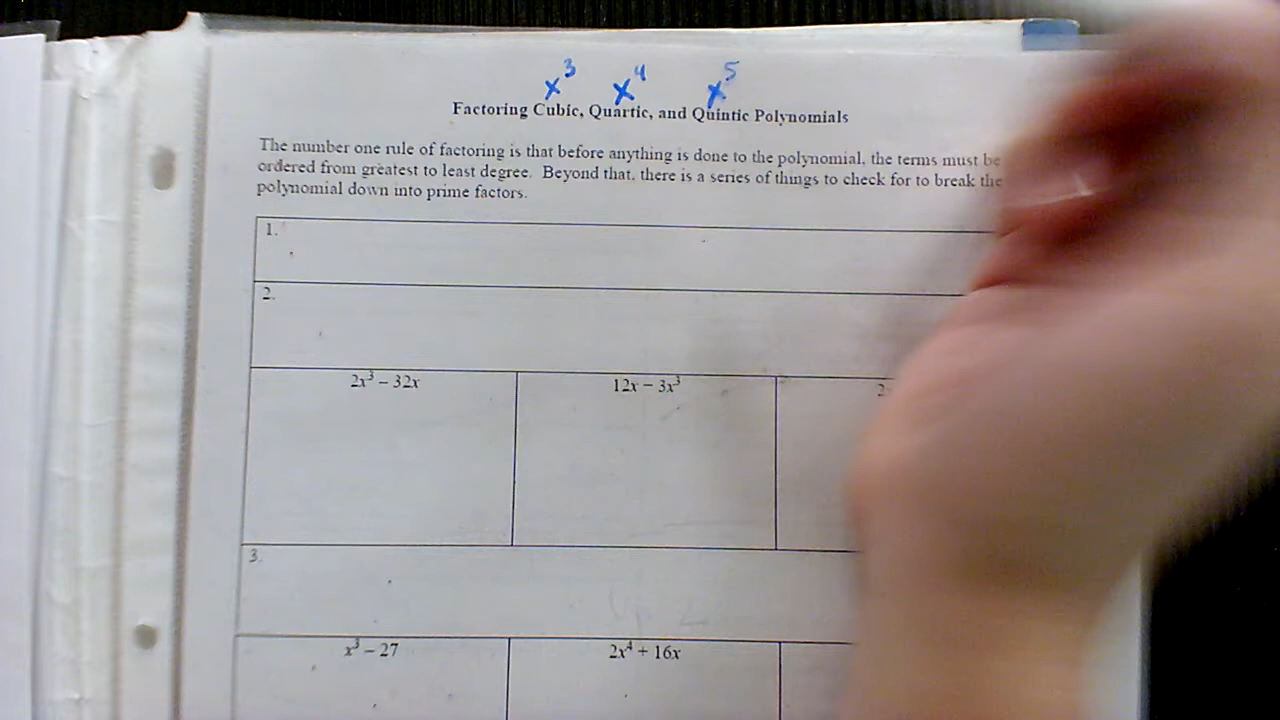 x³ x⁴ x⁵
Factoring Cubic, Quartic, and Quintic Polynomials
The number one rule of factoring is that before anything is done to the polynomial, the terms must be
ordered from greatest to least degree. Beyond that, there is a series of things to check for to break the
polynomial down into prime factors.
1.
2.
2x³ – 32x 12x – 3x³ 2
3.
x³ – 27 2x⁴ + 16x